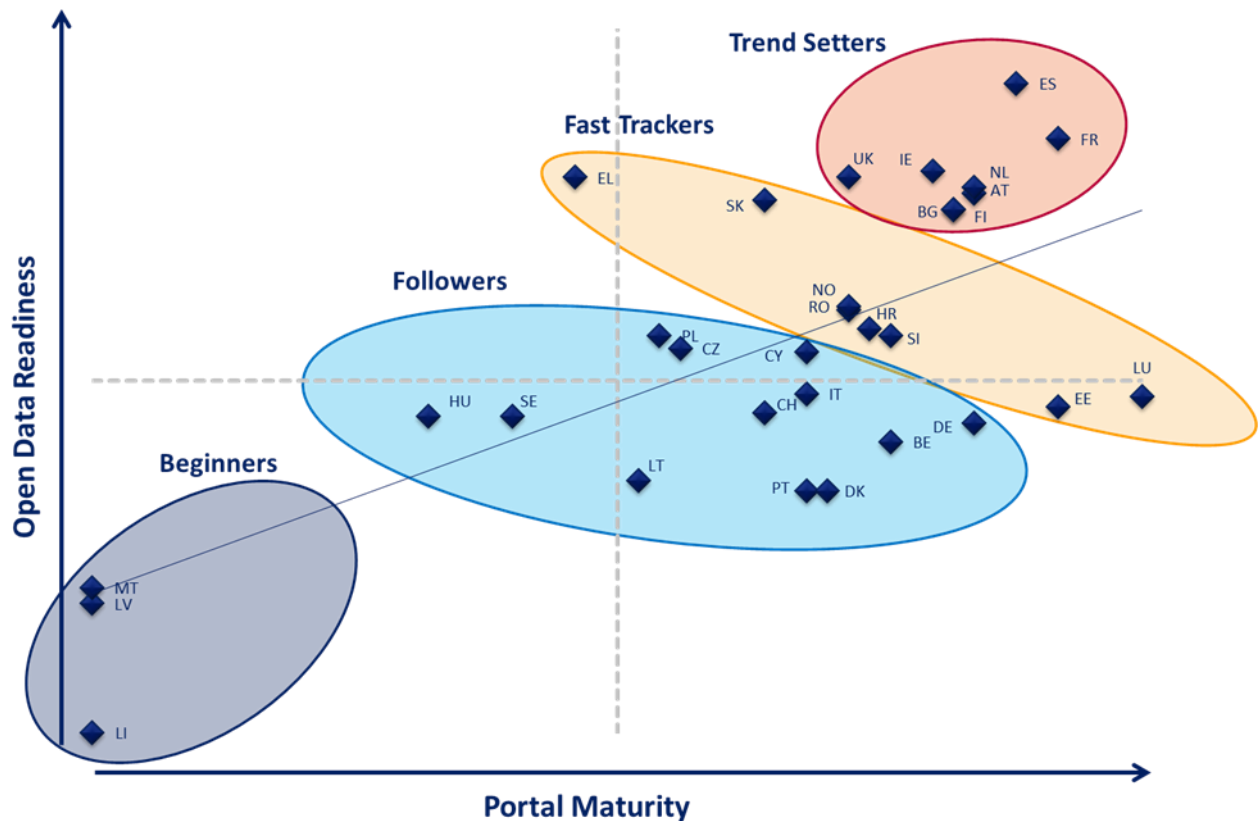 Trend Setters
ES
Fast Trackers
FR
UK
IE
NL
EL
AT
SK
BG
FI
Followers
NO
RO
HR
PL
SI
CZ
CY
LU
IT
EE
HU
SE
CH
DE
BE
Beginners
LT
PT
DK
MT
LV
LI
Open Data Readiness
Portal Maturity